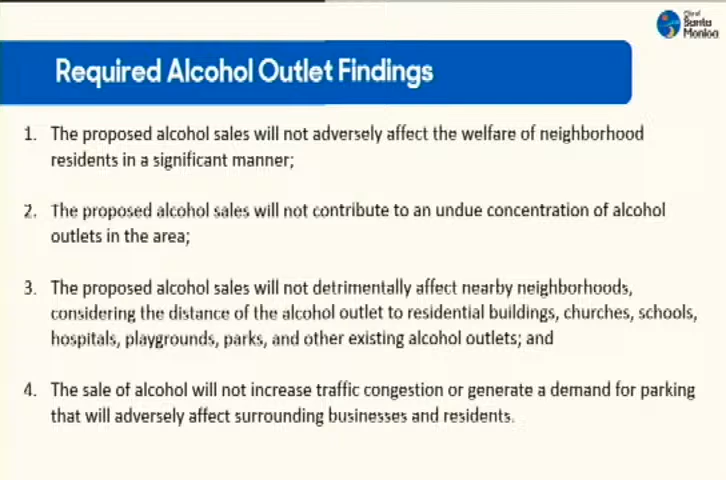 City of
Santa
Monica
Required Alcohol Outlet Findings
1. The proposed alcohol sales will not adversely affect the welfare of neighborhood
residents in a significant manner;
2. The proposed alcohol sales will not contribute to an undue concentration of alcohol
outlets in the area;
3. The proposed alcohol sales will not detrimentally affect nearby neighborhoods,
considering the distance of the alcohol outlet to residential buildings, churches, schools,
hospitals, playgrounds, parks, and other existing alcohol outlets; and
4. The sale of alcohol will not increase traffic congestion or generate a demand for parking
that will adversely affect surrounding businesses and residents.